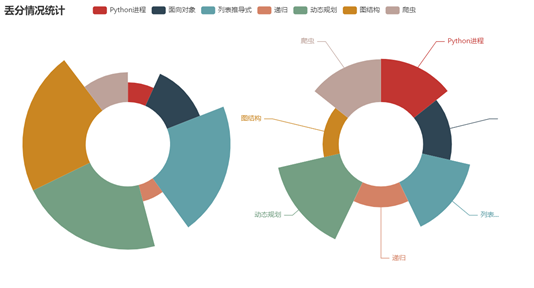 丢分情况统计
Python进程 面向对象 列表推导式 递归 动态规划 图结构 爬虫
爬虫
Python进程
图结构
动态规划
列表...
递归